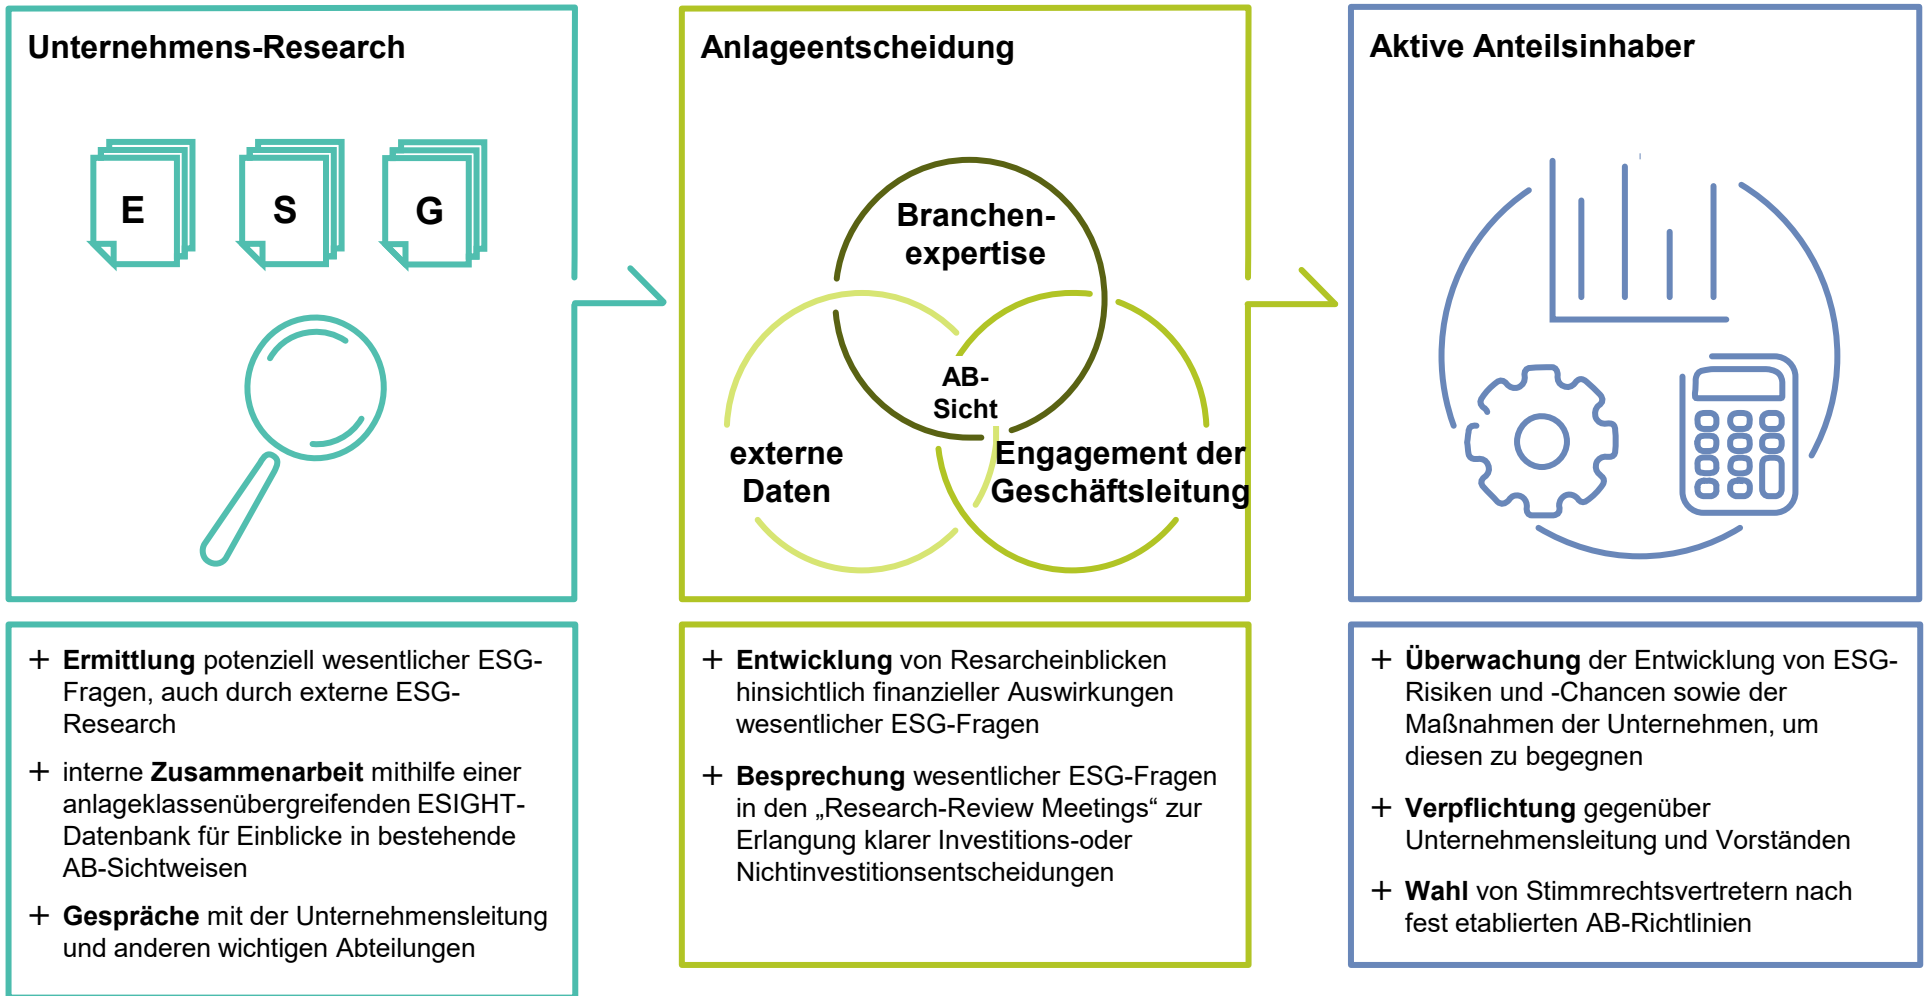 Unternehmens-Research
E
S
G
+ Ermittlung potenziell wesentlicher ESG-
Fragen, auch durch externe ESG-
Research
+ interne Zusammenarbeit mithilfe einer
anlageklassenübergreifenden ESIGHT-
Datenbank für Einblicke in bestehende
AB-Sichtweisen
+ Gespräche mit der Unternehmensleitung
und anderen wichtigen Abteilungen
Anlageentscheidung
Branchen-
expertise
AB-
Sicht
externe
Daten
Engagement der
Geschäftsleitung
+ Entwicklung von Resarcheinblicken
hinsichtlich finanzieller Auswirkungen
wesentlicher ESG-Fragen
+ Besprechung wesentlicher ESG-Fragen
in den „Research-Review Meetings“ zur
Erlangung klarer Investitions-oder
Nichtinvestitionsentscheidungen
Aktive Anteilsinhaber
+ Überwachung der Entwicklung von ESG-
Risiken und -Chancen sowie der
Maßnahmen der Unternehmen, um
diesen zu begegnen
+ Verpflichtung gegenüber
Unternehmensleitung und Vorständen
+ Wahl von Stimmrechtsvertretern nach
fest etablierten AB-Richtlinien